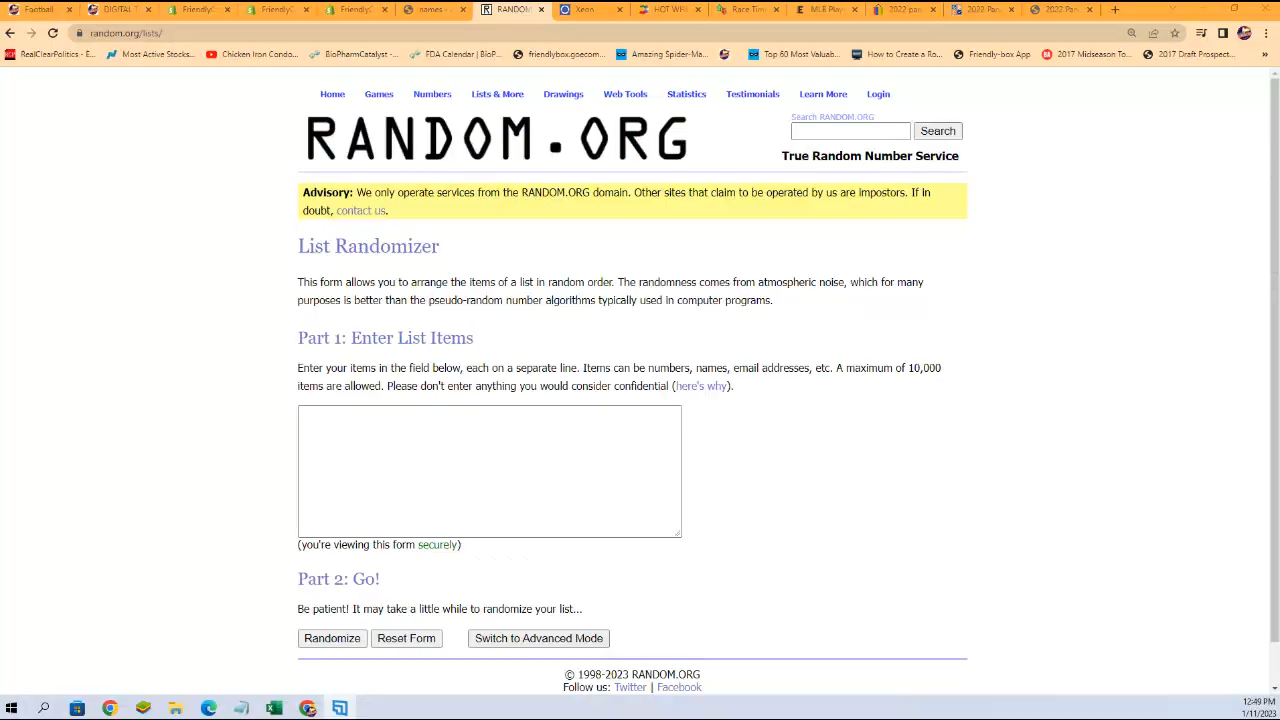 Football
DIGITAL T
FriendlyC
FriendlyC
FriendlyC
names -
RANDOM
Xeon
HOT WH
Race Time
MLB Play
2022 pan
2022 Pan
2022 Pan
random.org/lists/
RealClearPolitics - E...
Most Active Stocks...
Chicken Iron Condo...
BioPharmCatalyst -...
FDA Calendar | BioP...
friendlybox.goecom...
Amazing Spider-Ma...
Top 60 Most Valuab...
How to Create a Ro...
Friendly-box App
2017 Midseason To...
2017 Draft Prospect...
»
Home Games Numbers Lists & More Drawings Web Tools Statistics Testimonials Learn More Login
RANDOM.ORG
Search RANDOM.ORG
Search
True Random Number Service
Advisory: We only operate services from the RANDOM.ORG domain. Other sites that claim to be operated by us are impostors. If in
doubt, contact us.
List Randomizer
This form allows you to arrange the items of a list in random order. The randomness comes from atmospheric noise, which for many
purposes is better than the pseudo-random number algorithms typically used in computer programs.
Part 1: Enter List Items
Enter your items in the field below, each on a separate line. Items can be numbers, names, email addresses, etc. A maximum of 10,000
items are allowed. Please don't enter anything you would consider confidential (here's why).
(you're viewing this form securely)
Part 2: Go!
Be patient! It may take a little while to randomize your list...
Randomize Reset Form Switch to Advanced Mode
© 1998-2023 RANDOM.ORG
Follow us: Twitter | Facebook
12:49 PM
1/11/2023